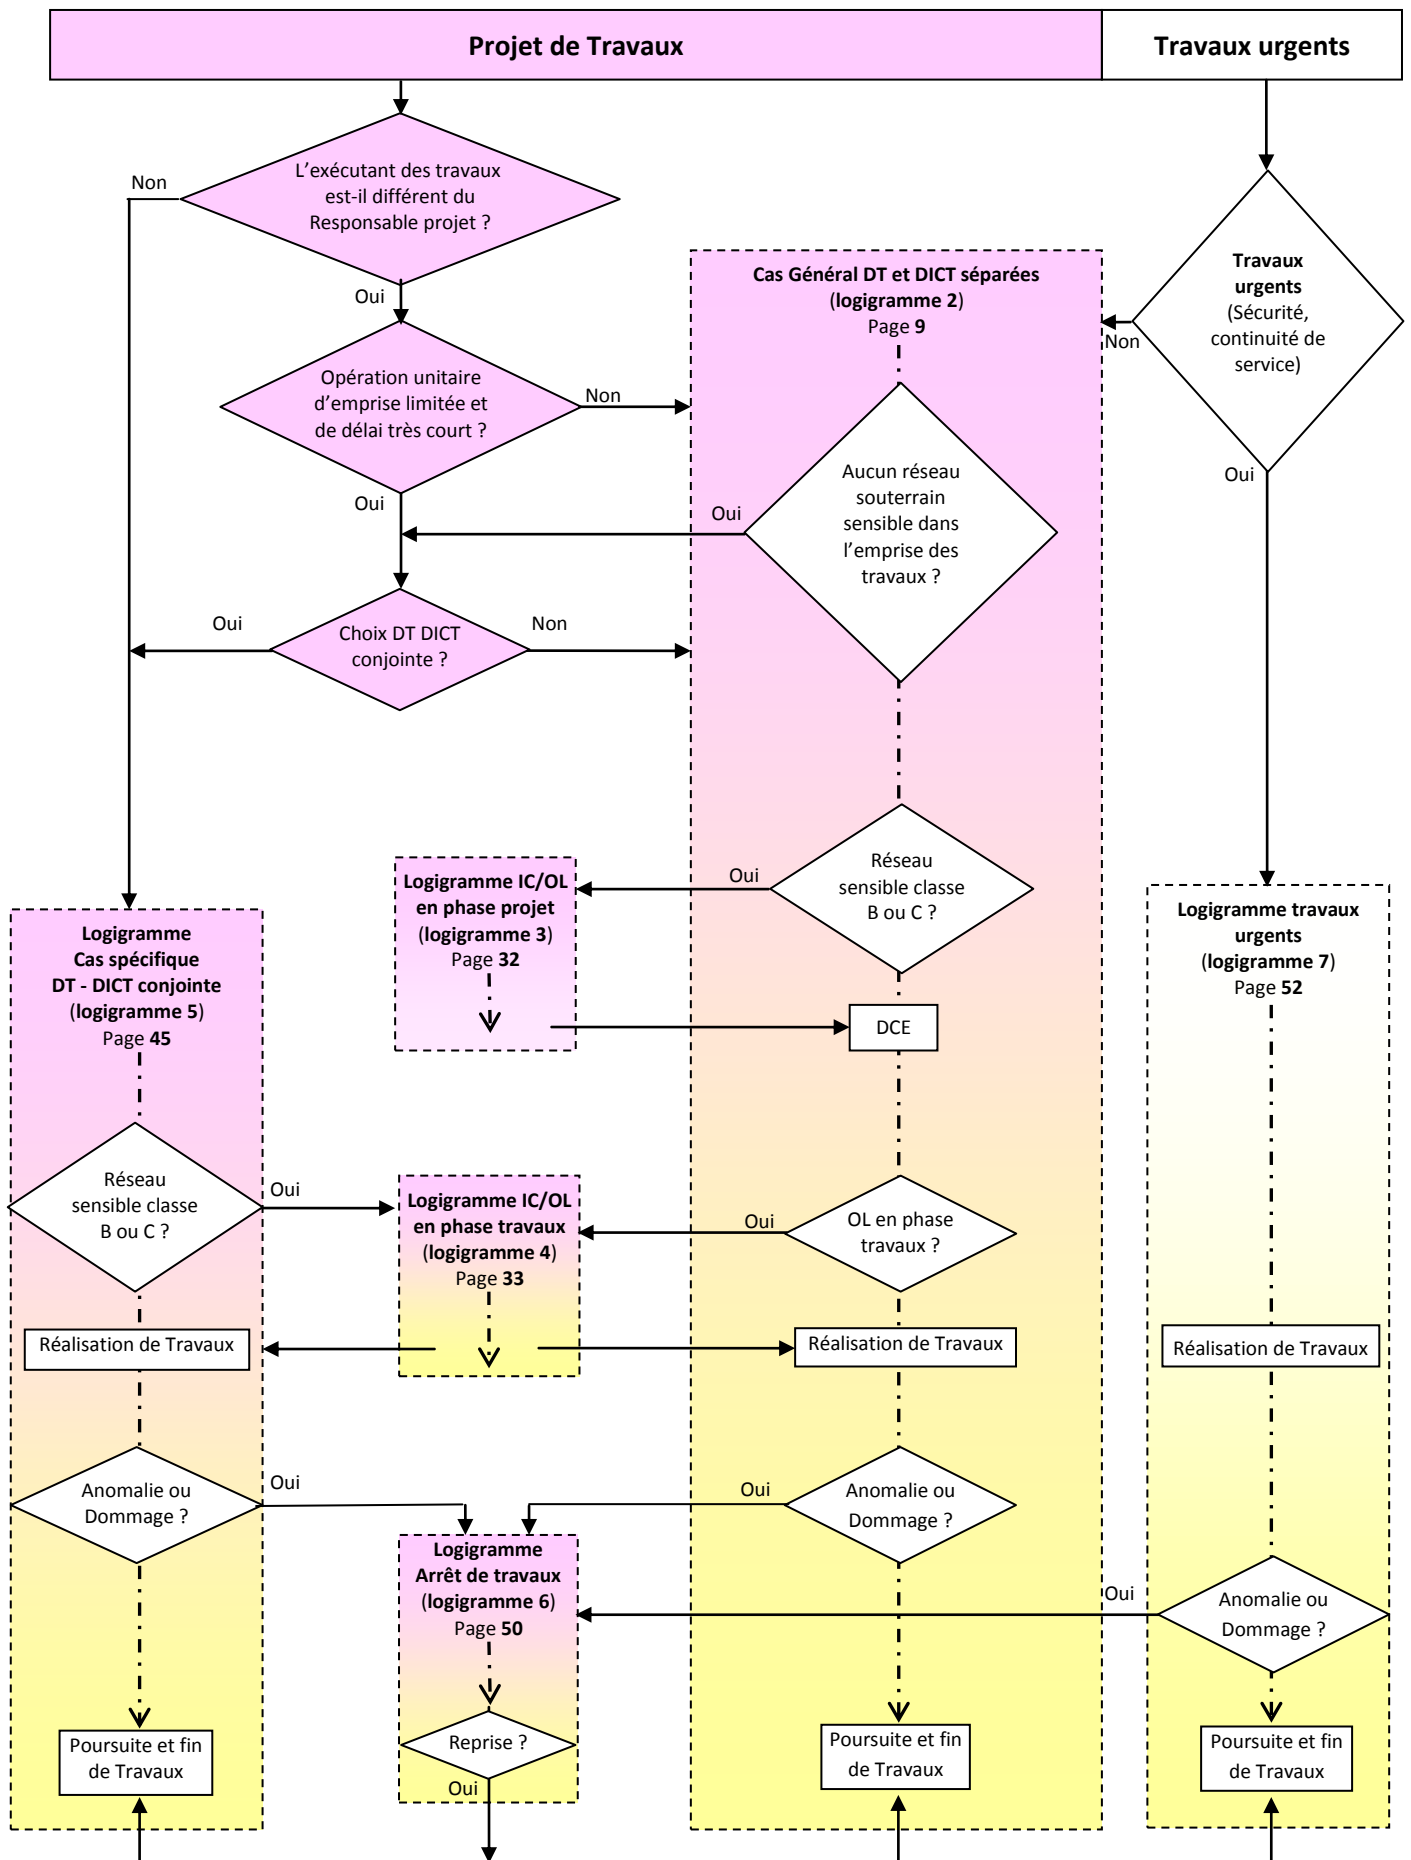 Projet de Travaux
Travaux urgents
L’exécutant des travaux
est-il différent du
Responsable projet ?
Non
Oui
Opération unitaire
d’emprise limitée et
de délai très court ?
Non
Oui
Choix DT DICT
conjointe ?
Oui
Non
Cas Général DT et DICT séparées
(logigramme 2)
Page 9
Aucun réseau
souterrain
sensible dans
l’emprise des
travaux ?
Oui
Travaux
urgents
(Sécurité,
continuité de
service)
Non
Oui
Réseau
sensible classe
B ou C ?
Oui
Logigramme IC/OL
en phase projet
(logigramme 3)
Page 32
DCE
Logigramme
Cas spécifique
DT - DICT conjointe
(logigramme 5)
Page 45
Logigramme travaux
urgents
(logigramme 7)
Page 52
Réseau
sensible classe
B ou C ?
Oui
Logigramme IC/OL
en phase travaux
(logigramme 4)
Page 33
Oui
OL en phase
travaux ?
Réalisation de Travaux
Réalisation de Travaux
Réalisation de Travaux
Anomalie ou
Dommage ?
Oui
Oui
Anomalie ou
Dommage ?
Logigramme
Arrêt de travaux
(logigramme 6)
Page 50
Oui
Anomalie ou
Dommage ?
Reprise ?
Oui
Poursuite et fin
de Travaux
Poursuite et fin
de Travaux
Poursuite et fin
de Travaux